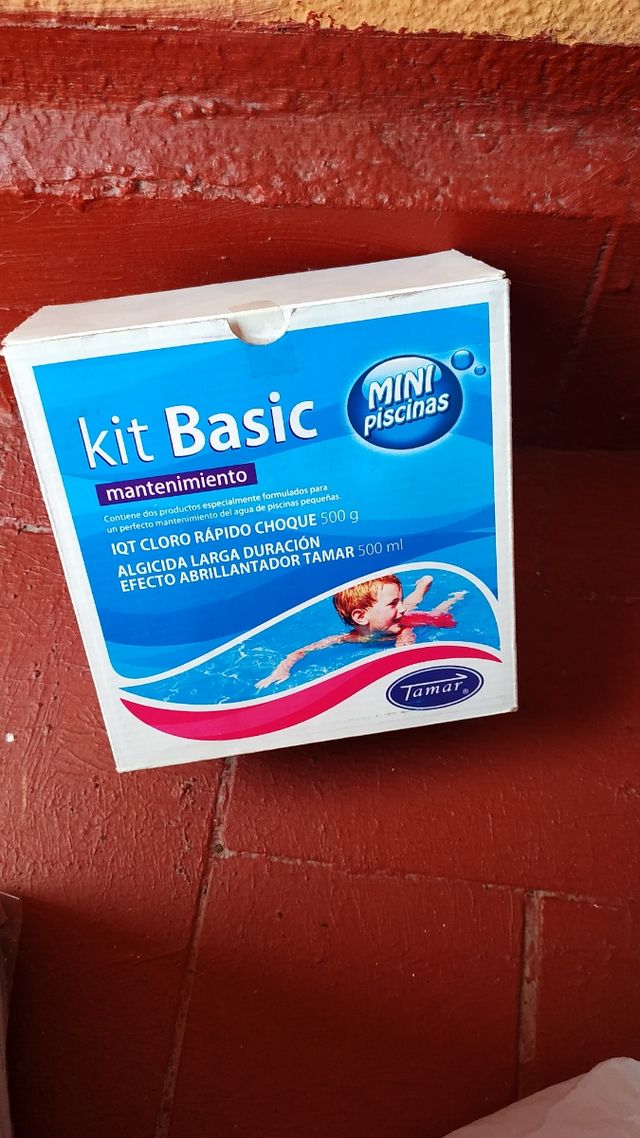 MINI
piscinas
kit Basic
mantenimiento
Contiene dos productos especialmente formulados para
un perfecto mantenimiento del agua de piscinas pequeñas.
IQT CLORO RÁPIDO CHOQUE 500 g
ALGICIDA LARGA DURACIÓN
EFECTO ABRILLANTADOR TAMAR 500 ml
Tamar®